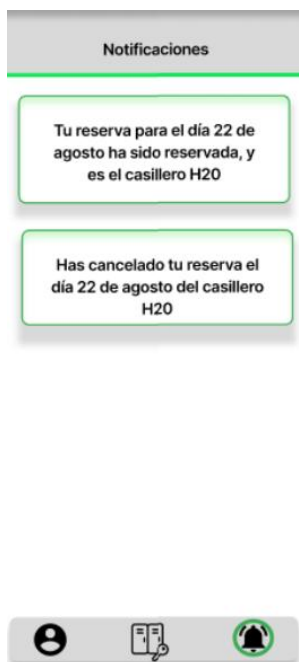 Notificaciones
Tu reserva para el día 22 de
agosto ha sido reservada, y
es el casillero H20
Has cancelado tu reserva el
día 22 de agosto del casillero
H20